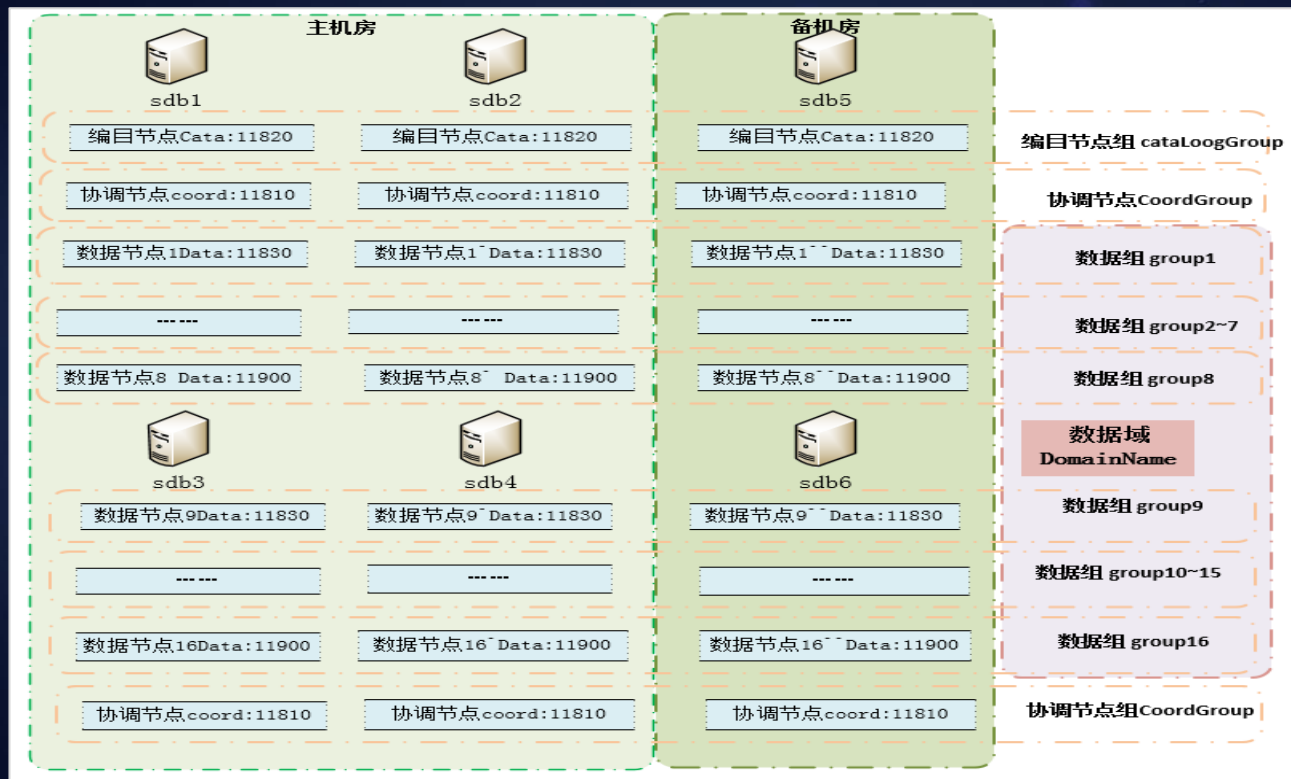 主机房
备机房
sdb1
sdb2
sdb5
编目节点Cata:11820
编目节点Cata:11820
编目节点Cata:11820
编目节点组 cataLoogGroup
协调节点coord:11810
协调节点coord:11810
协调节点coord:11810
协调节点CoordGroup
数据节点1Data:11830
数据节点1`Data:11830
数据节点1``Data:11830
数据组 group1
-- -- --
-- -- --
-- -- --
数据组 group2~7
数据节点8 Data:11900
数据节点8` Data:11900
数据节点8``Data:11900
数据组 group8
数据域
DomainName
sdb3
sdb4
sdb6
数据节点9Data:11830
数据节点9`Data:11830
数据节点9``Data:11830
数据组 group9
-- -- --
-- -- --
-- -- --
数据组 group10~15
数据节点16Data:11900
数据节点16`Data:11900
数据节点16``Data:11900
数据组 group16
协调节点coord:11810
协调节点coord:11810
协调节点coord:11810
协调节点组CoordGroup